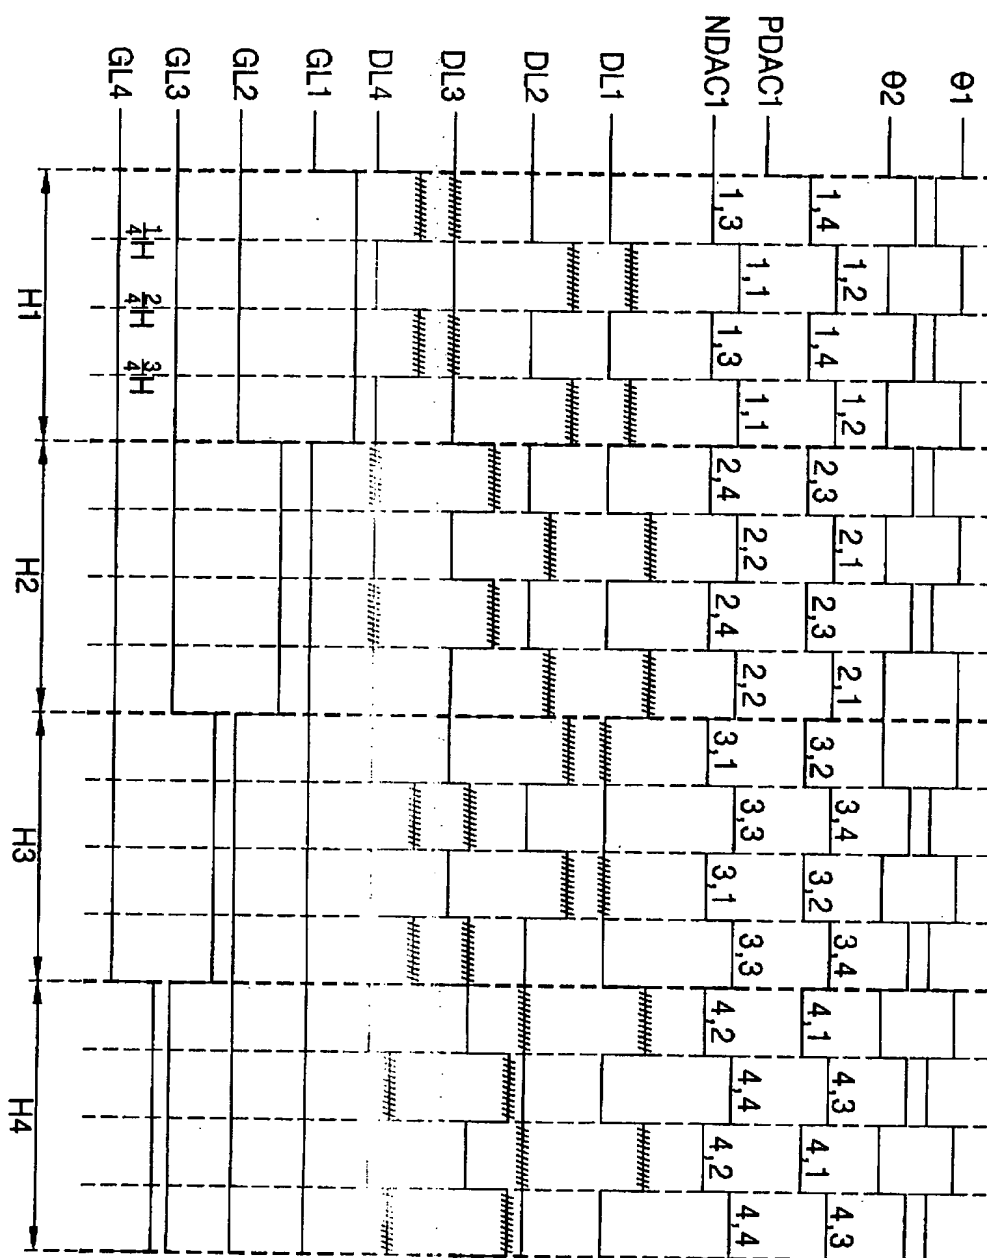 θ1
θ2
PDAC1 1,4 1,2 1,4 1,2 2,3 2,1 2,3 2,1 3,2 3,4 3,2 3,4 4,1 4,3 4,1 4,3
NDAC1 1,3 1,1 1,3 1,1 2,4 2,2 2,4 2,2 3,1 3,3 3,1 3,3 4,2 4,4 4,2 4,4
DL1
DL2
DL3
DL4
GL1
GL2
GL3
GL4
1/4H 2/4H 3/4H
H1 H2 H3 H4